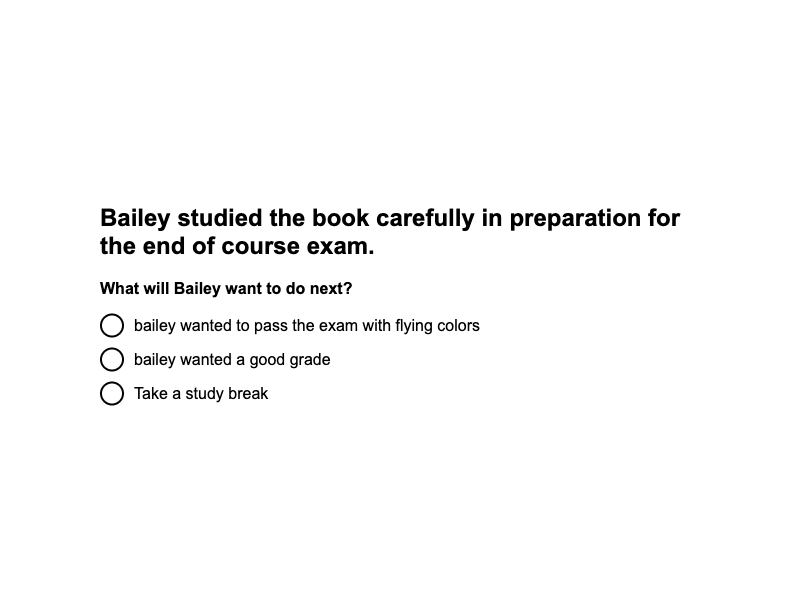 Bailey studied the book carefully in preparation for
the end of course exam.
What will Bailey want to do next?
bailey wanted to pass the exam with flying colors
bailey wanted a good grade
Take a study break